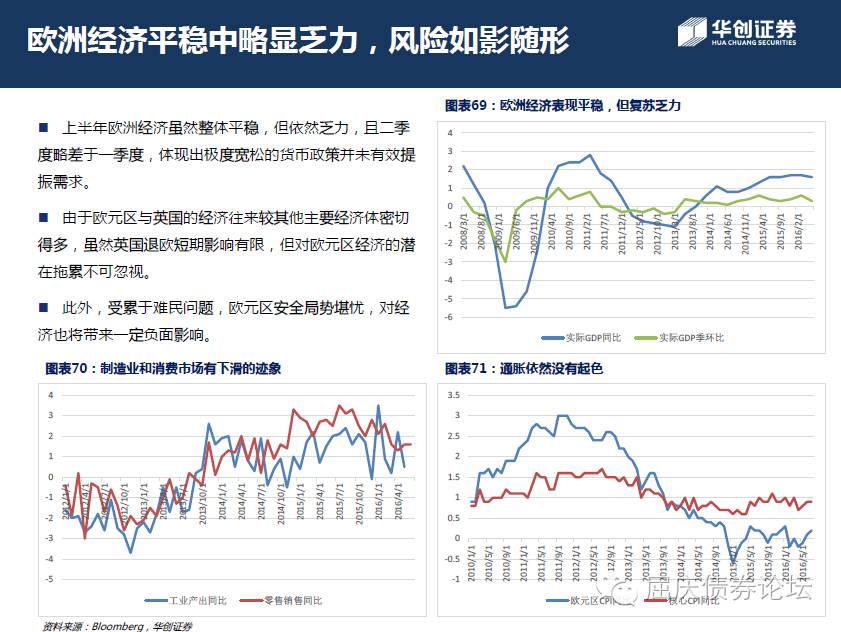 欧洲经济平稳中略显乏力，风险如影随形
华创证券
HUA CHUANG SECURITIES
■ 上半年欧洲经济虽然整体平稳，但依然乏力，且二季
度略差于一季度，体现出极度宽松的货币政策并未有效提
振需求。
■ 由于欧元区与英国的经济往来较其他主要经济体密切
得多，虽然英国退欧短期影响有限，但对欧元区经济的潜
在拖累不可忽视。
■ 此外，受累于难民问题，欧元区安全局势堪忧，对经
济也将带来一定负面影响。
图表69：欧洲经济表现平稳，但复苏乏力
4
3
2
1
0
-1
-2
-3
-4
-5
-6
2008/3/1 2008/8/1 2009/1/1 2009/6/1 2009/11/1 2010/4/1 2010/9/1 2011/2/1 2011/7/1 2011/12/1 2012/5/1 2012/10/1 2013/3/1 2013/8/1 2014/1/1 2014/6/1 2014/11/1 2015/4/1 2015/9/1 2016/2/1
实际GDP同比 实际GDP季环比
图表70：制造业和消费市场有下滑的迹象
4
3
2
1
0
-1
-2
-3
-4
-5
2012/10/1 2013/1/1 2013/10/1 2014/1/1 2014/4/1 2014/7/1 2014/10/1 2015/1/1 2015/4/1 2015/7/1 2015/10/1 2016/1/1 2016/4/1
工业产出同比 零售销售同比
图表71：通胀依然没有起色
3.5
3
2.5
2
1.5
1
0.5
0
-0.5
-1
2010/1/1 2010/5/1 2010/9/1 2011/1/1 2011/5/1 2011/9/1 2012/1/1 2012/5/1 2013/1/1 2013/5/1 2013/9/1 2014/1/1 2014/5/1 2014/9/1 2015/5/1 2015/9/1 2016/1/1 2016/5/1
欧元区CPI同比 核心CPI同比
屈庆债券论坛
资料来源：Bloomberg，华创证券